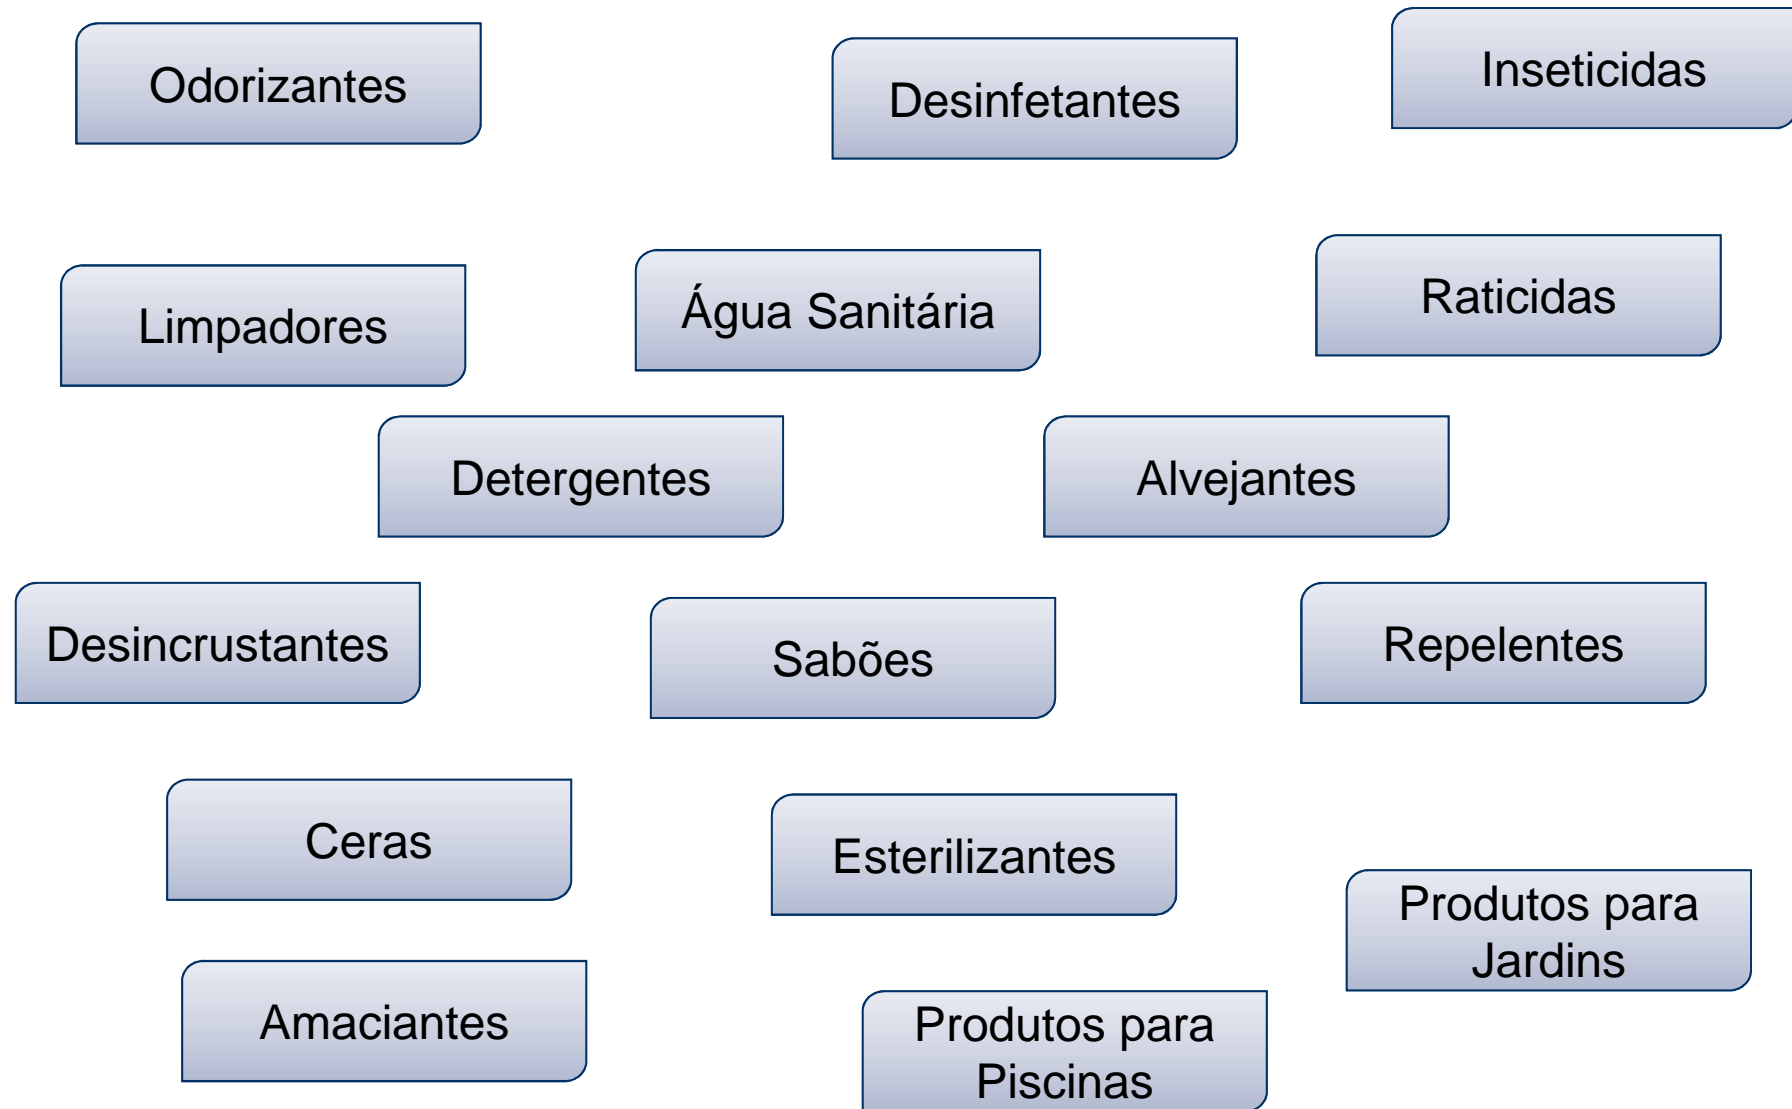 Odorizantes
Desinfetantes
Inseticidas
Limpadores
Água Sanitária
Raticidas
Detergentes
Alvejantes
Desincrustantes
Sabões
Repelentes
Ceras
Esterilizantes
Produtos para
Jardins
Amaciantes
Produtos para
Piscinas